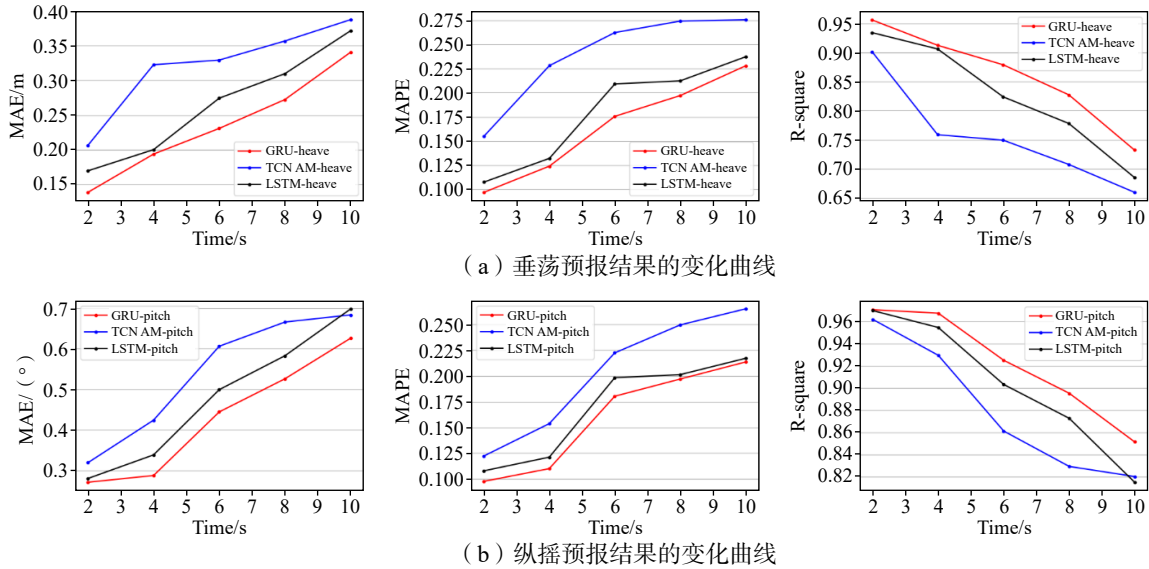 MAE/m
0.40
0.35
0.30
0.25
0.20
0.15
GRU-heave
TCN AM-heave
LSTM-heave
2 3 4 5 6 7 8 9 10
Time/s
MAPE
0.275
0.250
0.225
0.200
0.175
0.150
0.125
0.100
GRU-heave
TCN AM-heave
LSTM-heave
2 3 4 5 6 7 8 9 10
Time/s
R-square
0.95
0.90
0.85
0.80
0.75
0.70
0.65
GRU-heave
TCN AM-heave
LSTM-heave
2 3 4 5 6 7 8 9 10
Time/s
（a）垂荡预报结果的变化曲线
MAE/（°）
0.7
0.6
0.5
0.4
0.3
GRU-pitch
TCN AM-pitch
LSTM-pitch
2 3 4 5 6 7 8 9 10
Time/s
MAPE
0.250
0.225
0.200
0.175
0.150
0.125
0.100
GRU-pitch
TCN AM-pitch
LSTM-pitch
2 3 4 5 6 7 8 9 10
Time/s
R-square
0.96
0.94
0.92
0.90
0.88
0.86
0.84
0.82
GRU-pitch
TCN AM-pitch
LSTM-pitch
2 3 4 5 6 7 8 9 10
Time/s
（b）纵摇预报结果的变化曲线